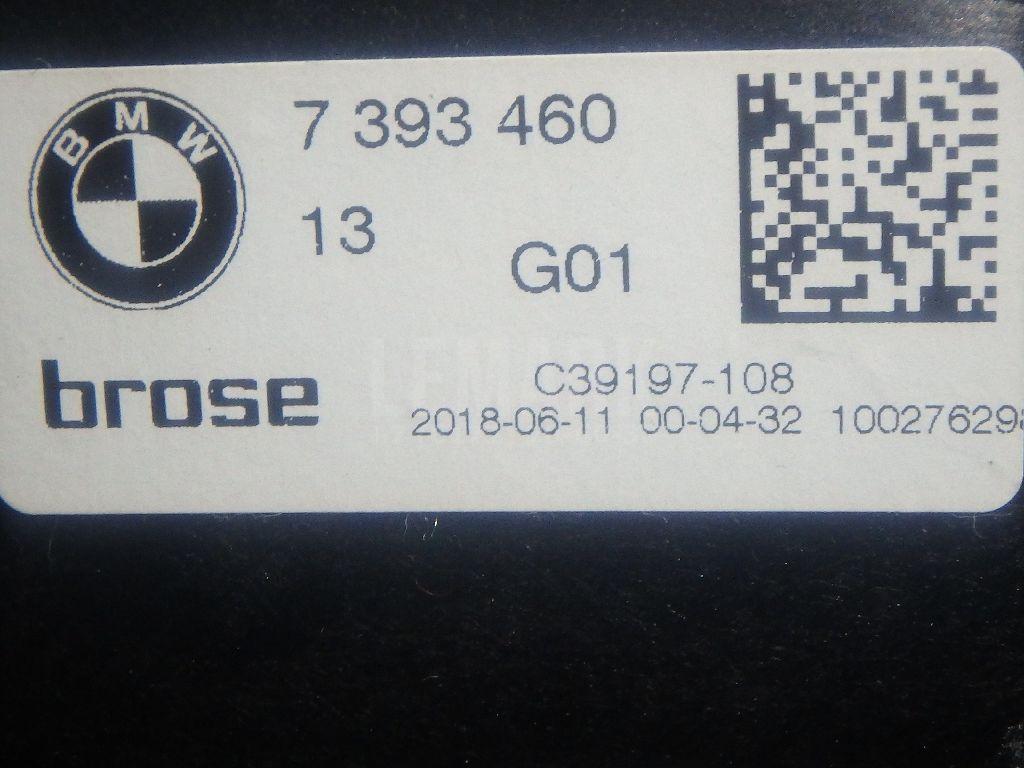 BMW
7 393 460
13
G01
brose
C39197-108
2018-06-11 00-04-32 10027629